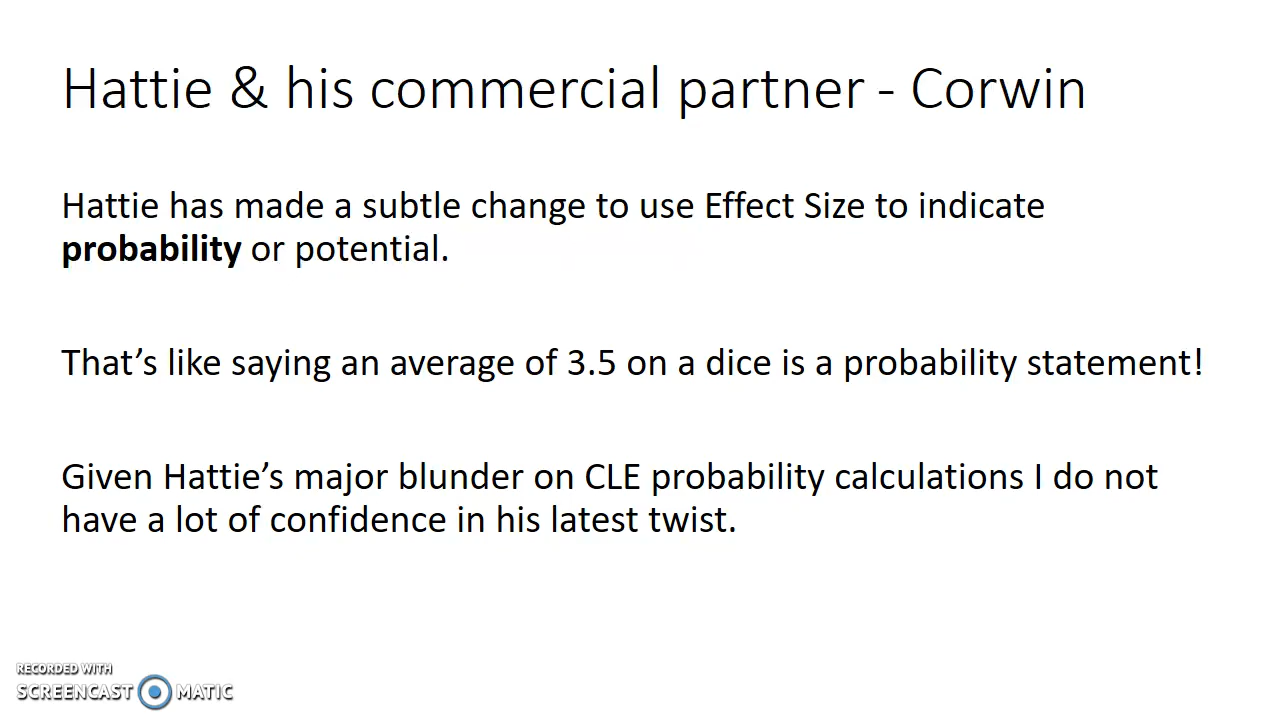 Hattie & his commercial partner - Corwin
Hattie has made a subtle change to use Effect Size to indicate
probability or potential.
That’s like saying an average of 3.5 on a dice is a probability statement!
Given Hattie’s major blunder on CLE probability calculations I do not
have a lot of confidence in his latest twist.
RECORDED WITH
SCREENCAST MATIC